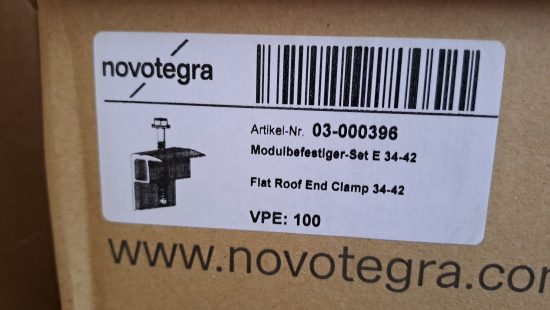 novotegra
Artikel-Nr. 03-000396
Modulbefestiger-Set E 34-42
Flat Roof End Clamp 34-42
VPE: 100
www.novotegra.com